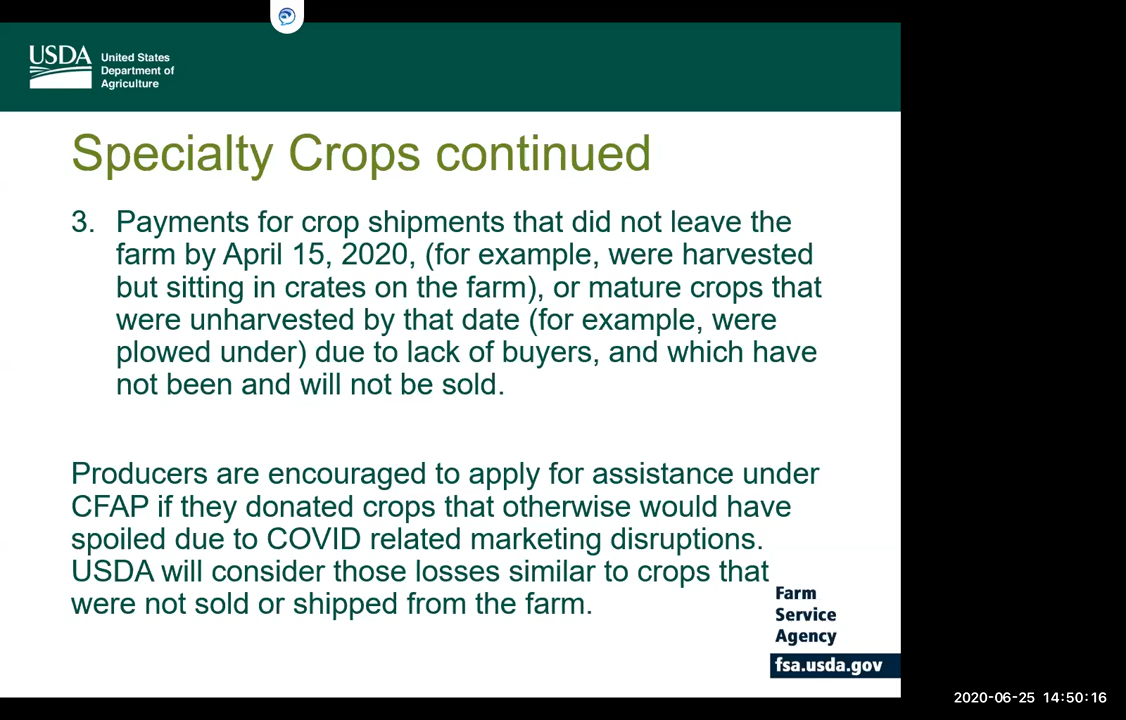 USDA
United States
Department of
Agriculture
Specialty Crops continued
3. Payments for crop shipments that did not leave the
farm by April 15, 2020, (for example, were harvested
but sitting in crates on the farm), or mature crops that
were unharvested by that date (for example, were
plowed under) due to lack of buyers, and which have
not been and will not be sold.
Producers are encouraged to apply for assistance under
CFAP if they donated crops that otherwise would have
spoiled due to COVID related marketing disruptions.
USDA will consider those losses similar to crops that
were not sold or shipped from the farm.
Farm
Service
Agency
fsa.usda.gov
2020-06-25 14:50:16